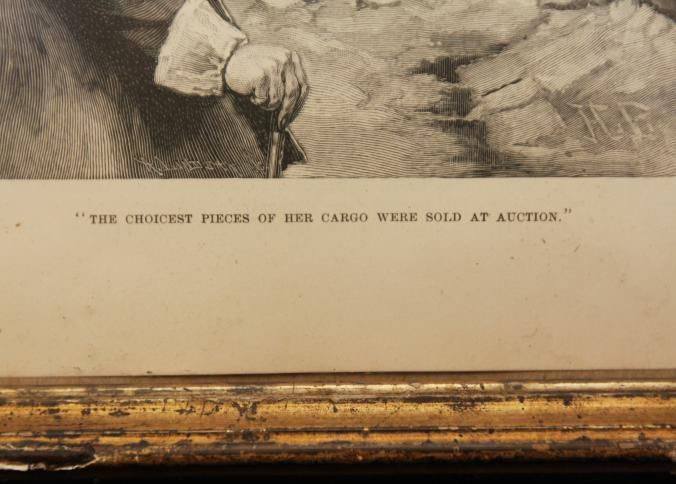 "THE CHOICEST PIECES OF HER CARGO WERE SOLD AT AUCTION."